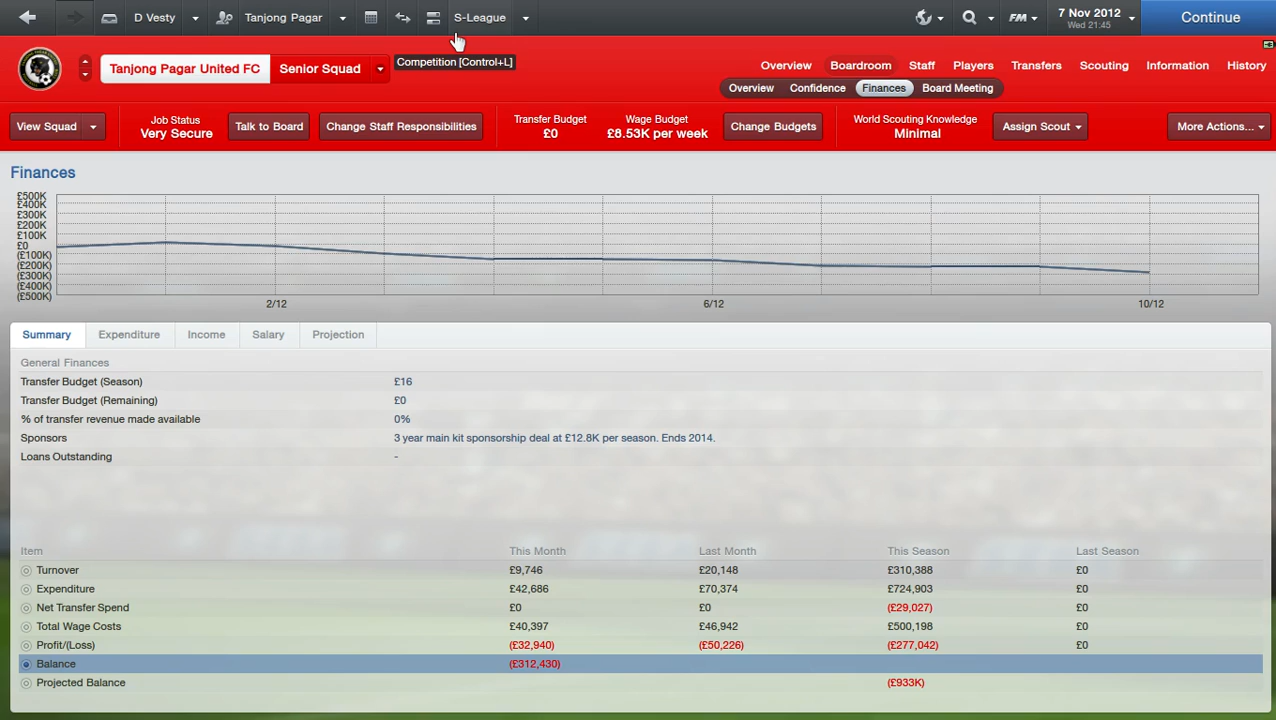 D Vesty
Tanjong Pagar
S-League
FM
7 Nov 2012
Wed 21:45
Continue
Tanjong Pagar United FC
Senior Squad
Competition [Control+L]
Overview
Boardroom
Staff
Players
Transfers
Scouting
Information
History
Overview
Confidence
Finances
Board Meeting
View Squad
Job Status
Very Secure
Talk to Board
Change Staff Responsibilities
Transfer Budget
£0
Wage Budget
£8.53K per week
Change Budgets
World Scouting Knowledge
Minimal
Assign Scout
More Actions...
Finances
£500K
£400K
£300K
£200K
£100K
£0
(£100K)
(£200K)
(£300K)
(£400K)
(£500K)
2/12
6/12
10/12
Summary
Expenditure
Income
Salary
Projection
General Finances
Transfer Budget (Season) £16
Transfer Budget (Remaining) £0
% of transfer revenue made available 0%
Sponsors 3 year main kit sponsorship deal at £12.8K per season. Ends 2014.
Loans Outstanding -
Item This Month Last Month This Season Last Season
Turnover £9,746 £20,148 £310,388 £0
Expenditure £42,686 £70,374 £724,903 £0
Net Transfer Spend £0 £0 (£29,027) £0
Total Wage Costs £40,397 £46,942 £500,198 £0
Profit/(Loss) (£32,940) (£50,226) (£277,042) £0
Balance (£312,430)
Projected Balance (£933K)